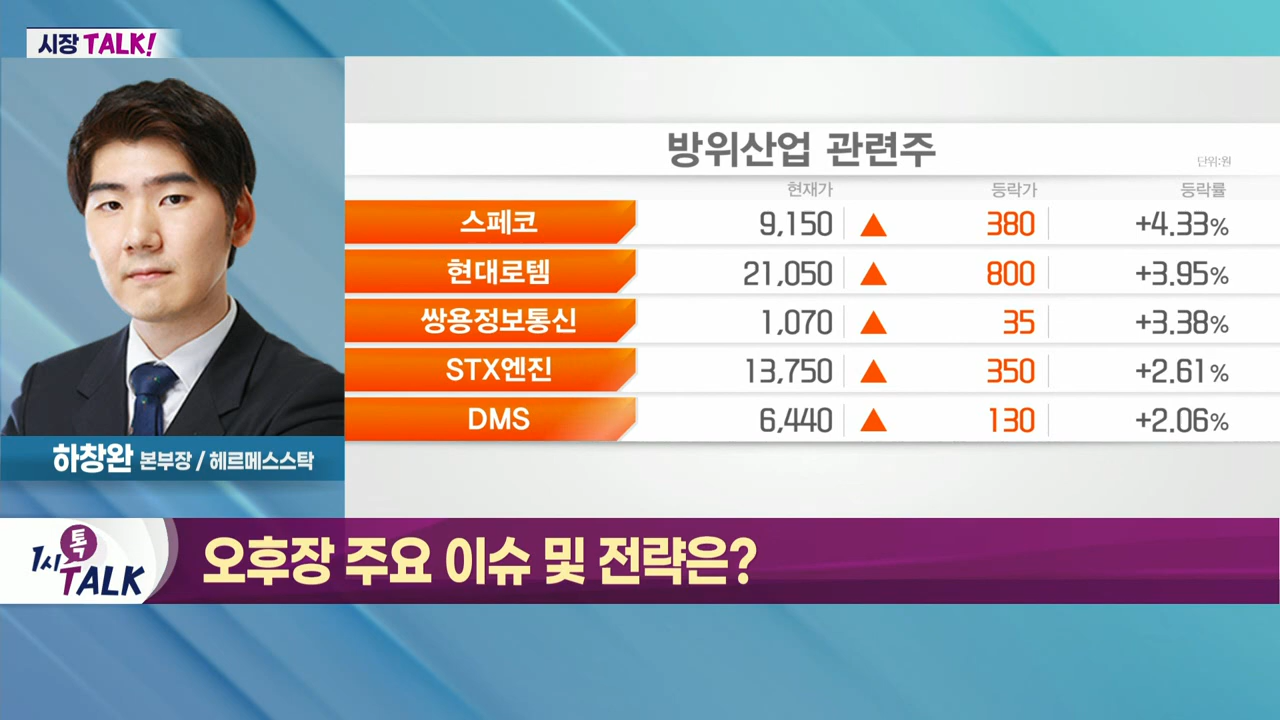 시장 TALK!
방위산업 관련주
단위:원
현재가 등락가 등락률
스페코 9,150 ▲ 380 +4.33%
현대로템 21,050 ▲ 800 +3.95%
쌍용정보통신 1,070 ▲ 35 +3.38%
STX엔진 13,750 ▲ 350 +2.61%
DMS 6,440 ▲ 130 +2.06%
하창완 본부장 / 헤르메스스탁
1시 톡 TALK
오후장 주요 이슈 및 전략은?